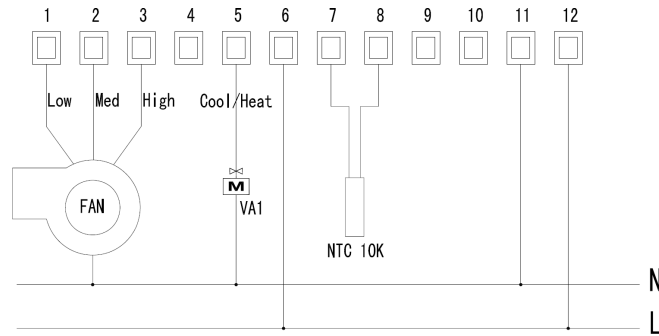 1 2 3 4 5 6 7 8 9 10 11 12
Low Med High Cool/Heat
FAN
M
VA1
NTC 10K
N
L